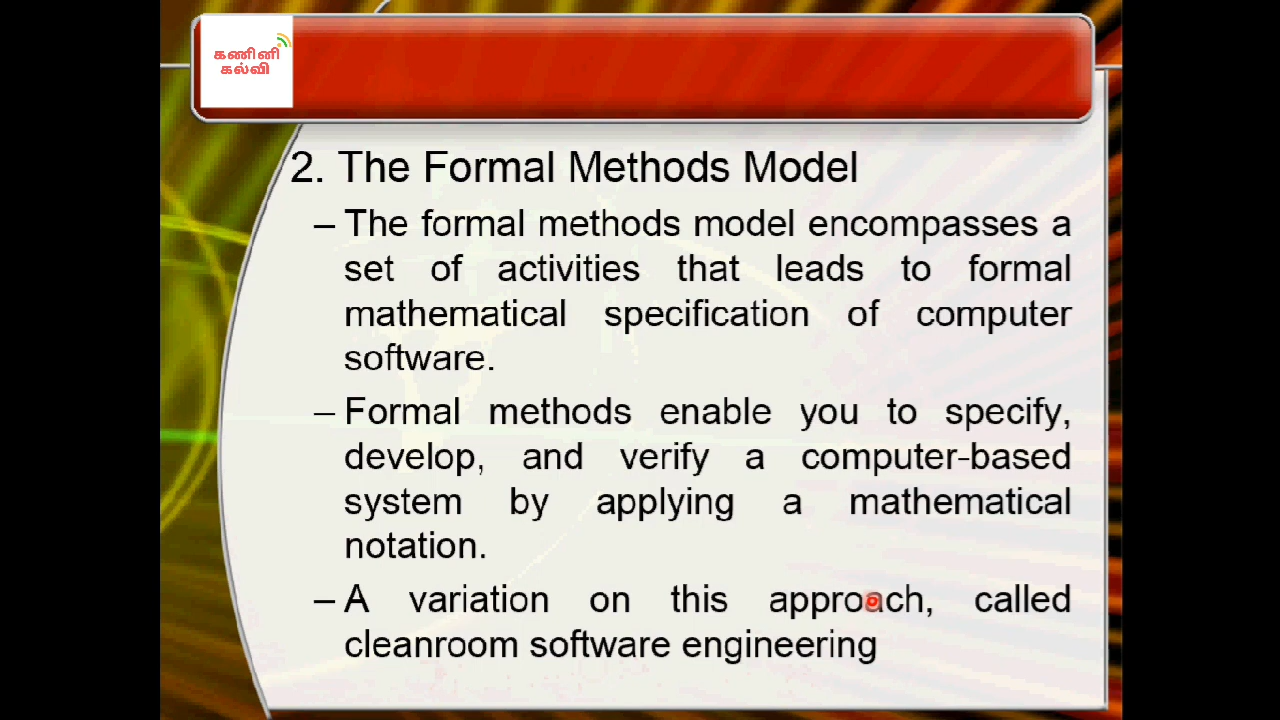 கணினி
கல்வி
2. The Formal Methods Model
– The formal methods model encompasses a
set of activities that leads to formal
mathematical specification of computer
software.
– Formal methods enable you to specify,
develop, and verify a computer-based
system by applying a mathematical
notation.
– A variation on this approach, called
cleanroom software engineering